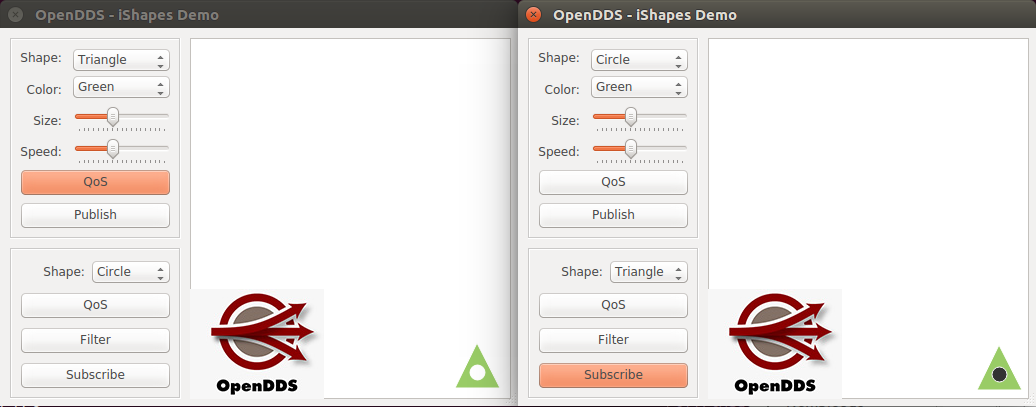 OpenDDS - iShapes Demo
Shape: Triangle
Color: Green
Size:
Speed:
QoS
Publish
Shape: Circle
QoS
Filter
Subscribe
OpenDDS
OpenDDS - iShapes Demo
Shape: Circle
Color: Green
Size:
Speed:
QoS
Publish
Shape: Triangle
QoS
Filter
Subscribe
OpenDDS